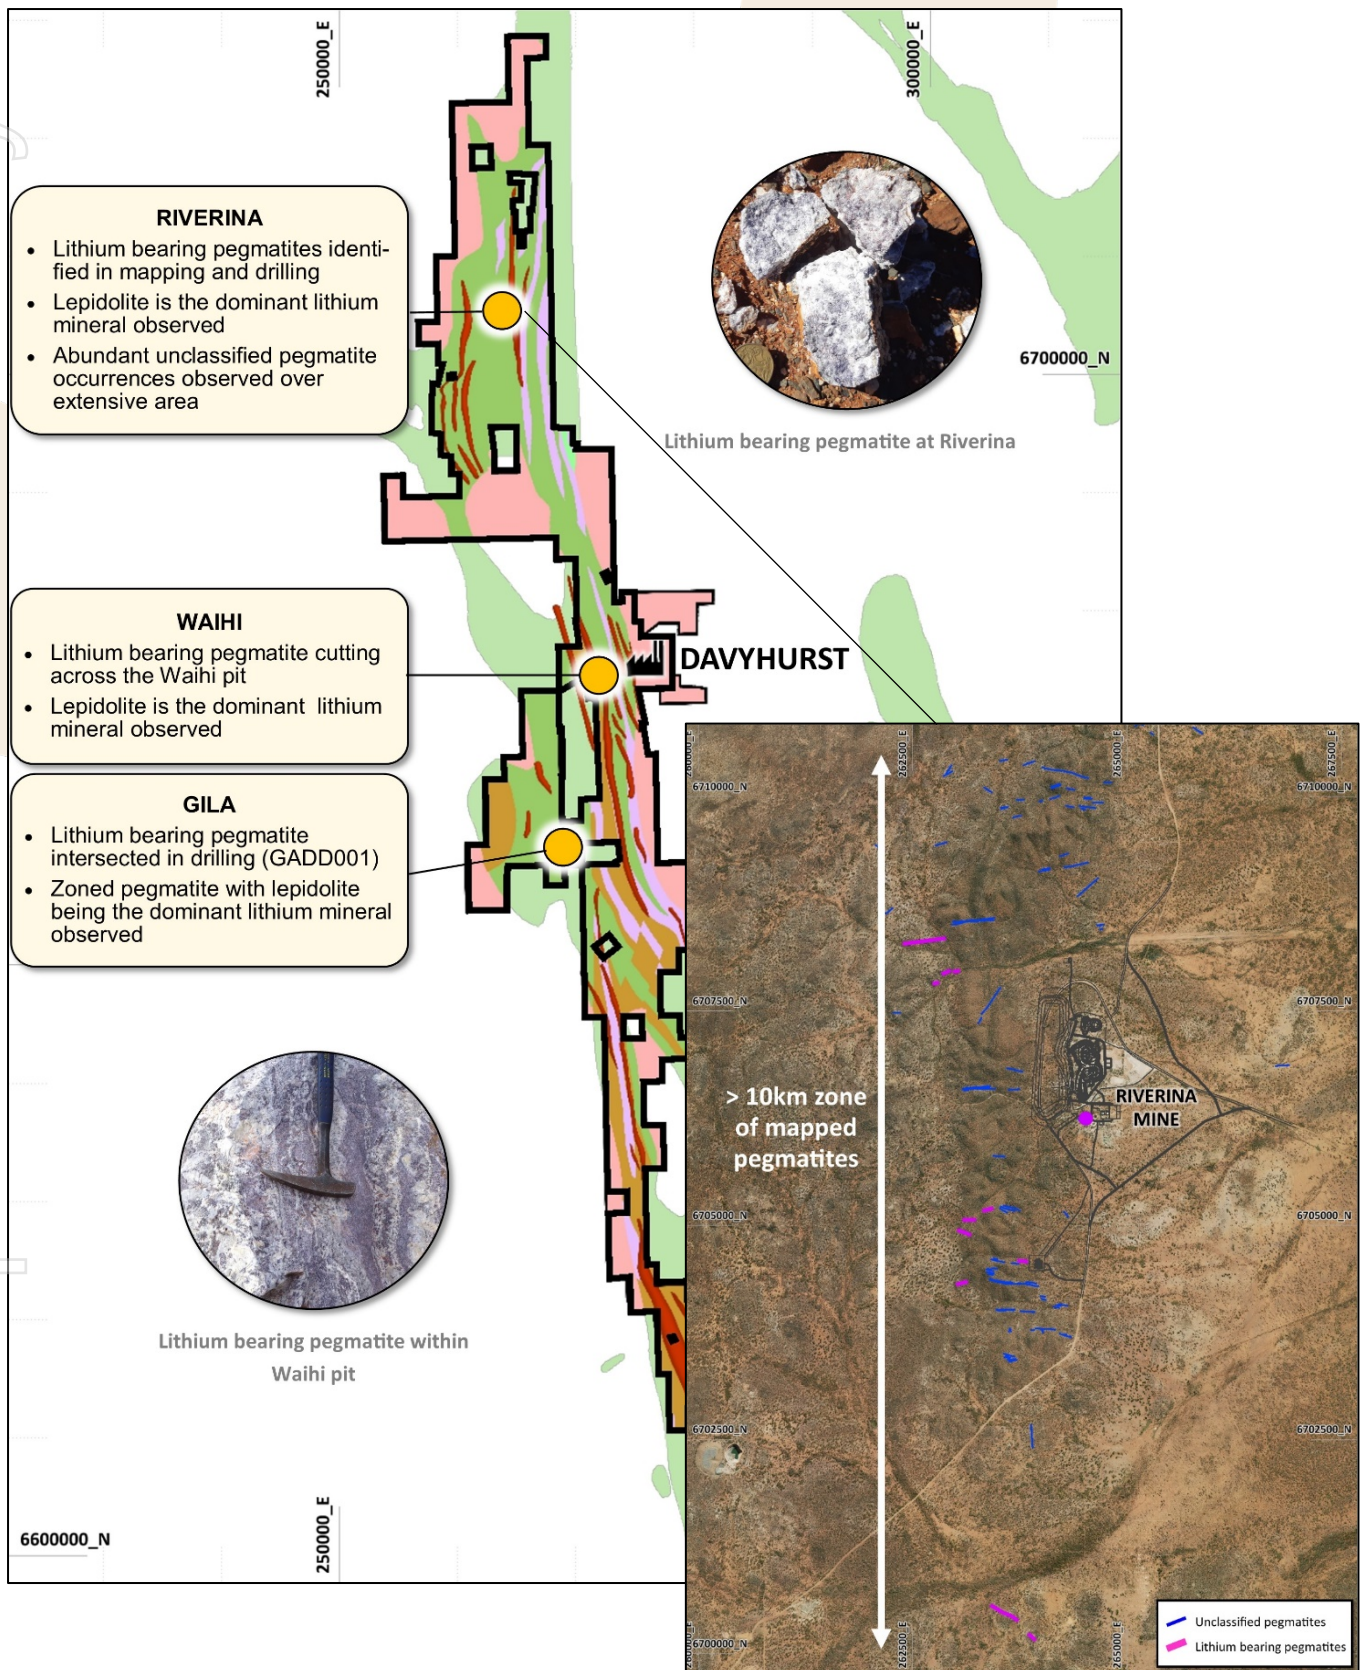 250000_E
300000_E
RIVERINA
• Lithium bearing pegmatites identi-
fied in mapping and drilling
• Lepidolite is the dominant lithium
mineral observed
• Abundant unclassified pegmatite
occurrences observed over
extensive area
6700000_N
Lithium bearing pegmatite at Riverina
WAIHI
• Lithium bearing pegmatite cutting
across the Waihi pit
• Lepidolite is the dominant lithium
mineral observed
DAVYHURST
GILA
• Lithium bearing pegmatite
intersected in drilling (GADD001)
• Zoned pegmatite with lepidolite
being the dominant lithium mineral
observed
Lithium bearing pegmatite within
Waihi pit
6600000_N
250000_E
260000_E
262500_E
265000_E
267500_E
6710000_N
6710000_N
6707500_N
6707500_N
> 10km zone
of mapped
pegmatites
RIVERINA
MINE
6705000_N
6705000_N
6702500_N
6702500_N
6700000_N
260000_E
262500_E
265000_E
Unclassified pegmatites
Lithium bearing pegmatites